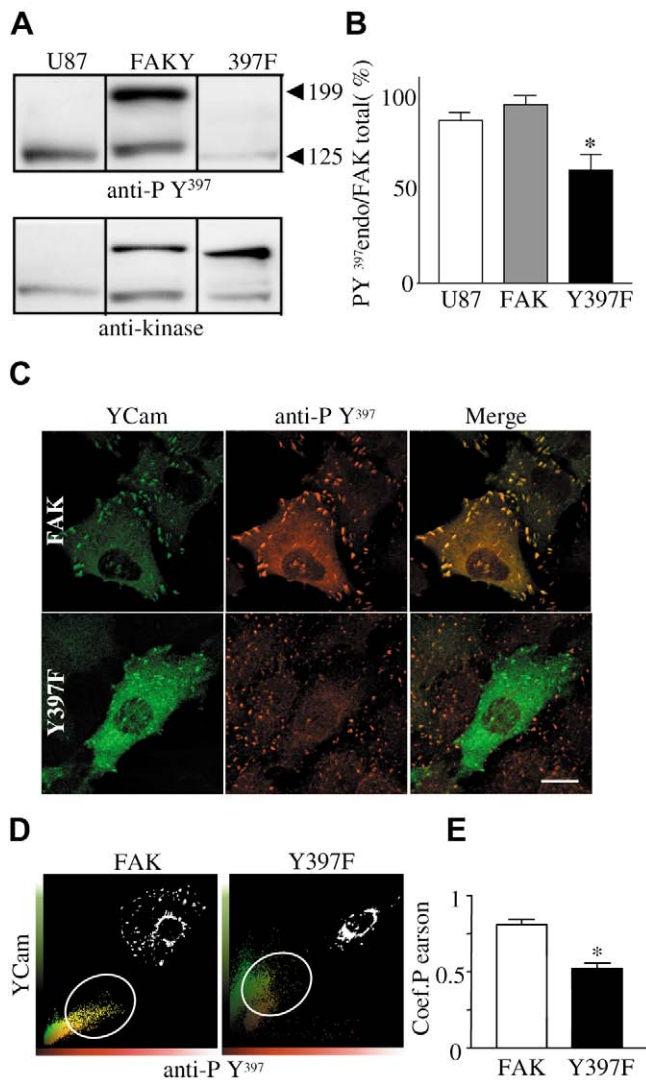 A
U87 FAKY 397F
199
125
anti-P Y³⁹⁷
anti-kinase
B
PY ³⁹⁷endo/FAK total( %)
100
50
0
*
U87 FAK Y397F
C
YCam anti-P Y³⁹⁷ Merge
FAK
Y397F
D
FAK Y397F
YCam
anti-P Y³⁹⁷
E
Coef.P earson
1
0.5
0
*
FAK Y397F